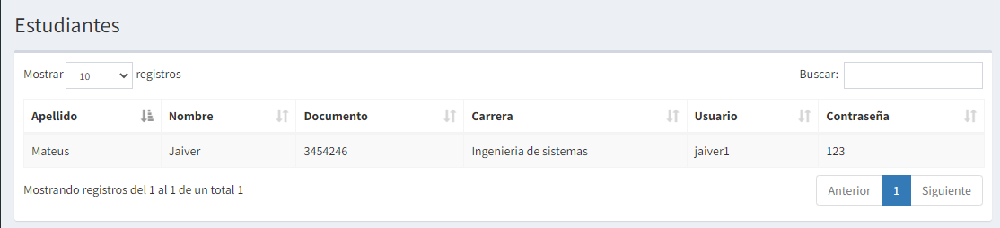 Estudiantes
Mostrar 10 registros Buscar:
Apellido Nombre Documento Carrera Usuario Contraseña
Mateus Jaiver 3454246 Ingenieria de sistemas jaiver1 123
Mostrando registros del 1 al 1 de un total 1 Anterior 1 Siguiente